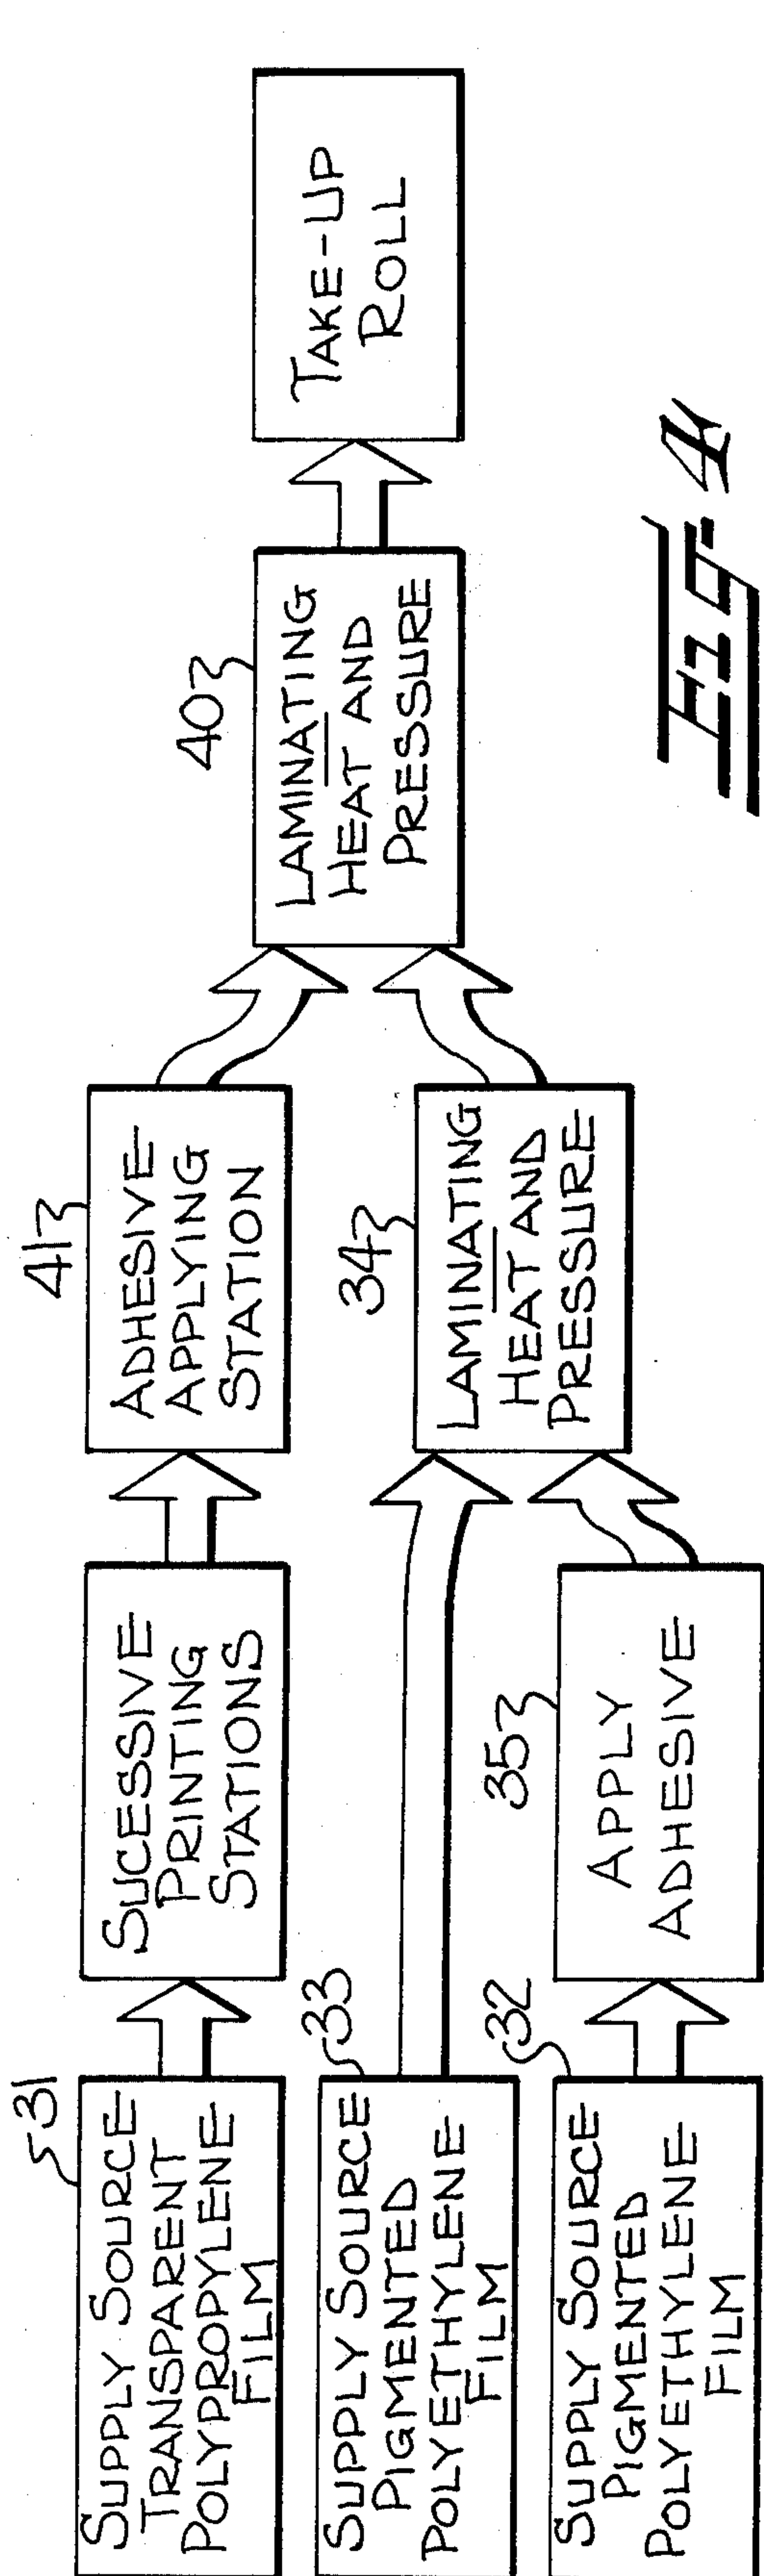 31
SUPPLY SOURCE
TRANSPARENT
POLYPROPYLENE
FILM
SUCESSIVE
PRINTING
STATIONS
41
ADHESIVE
APPLYING
STATION
33
SUPPLY SOURCE
PIGMENTED
POLYETHYLENE
FILM
32
SUPPLY SOURCE
PIGMENTED
POLYETHYLENE
FILM
35
APPLY
ADHESIVE
34
LAMINATING
HEAT AND
PRESSURE
40
LAMINATING
HEAT AND
PRESSURE
TAKE-UP
ROLL
Fig. 4